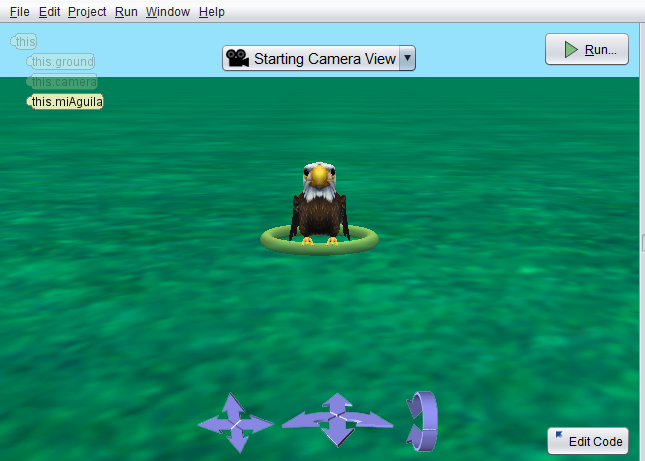 File Edit Project Run Window Help
this
this.ground
this.camera
this.miAguila
Starting Camera View
Run...
Edit Code